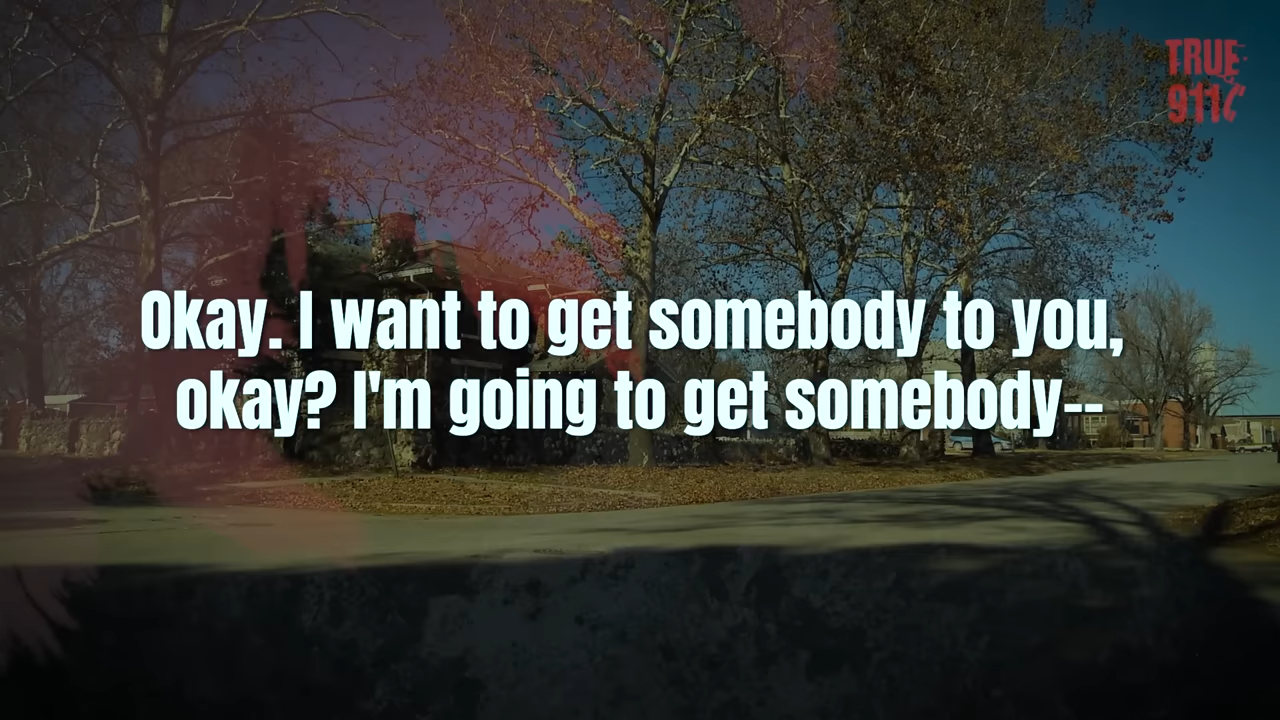 TRUE
911
Okay. I want to get somebody to you,
okay? I'm going to get somebody--